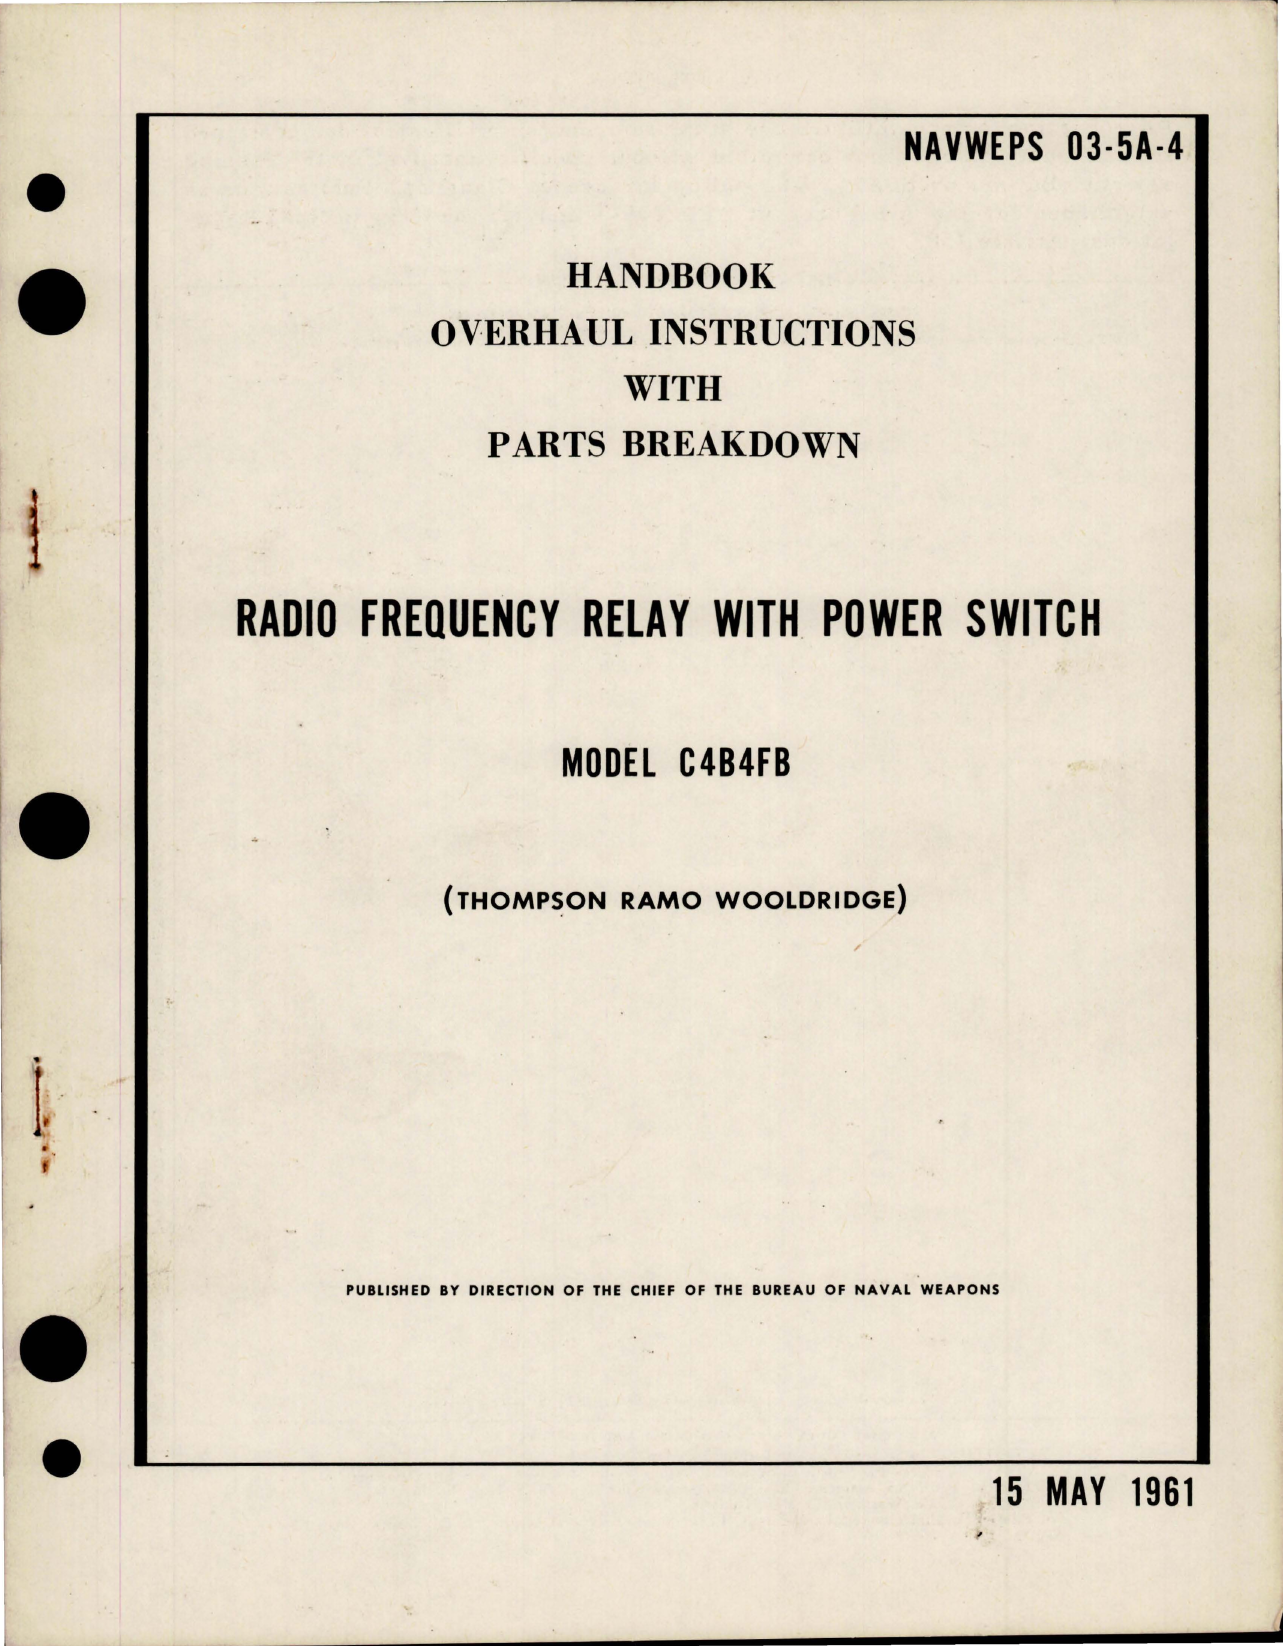 NAVWEPS 03-5A-4
HANDBOOK
OVERHAUL INSTRUCTIONS
WITH
PARTS BREAKDOWN
RADIO FREQUENCY RELAY WITH POWER SWITCH
MODEL C4B4FB
(THOMPSON RAMO WOOLDRIDGE)
PUBLISHED BY DIRECTION OF THE CHIEF OF THE BUREAU OF NAVAL WEAPONS
15 MAY 1961